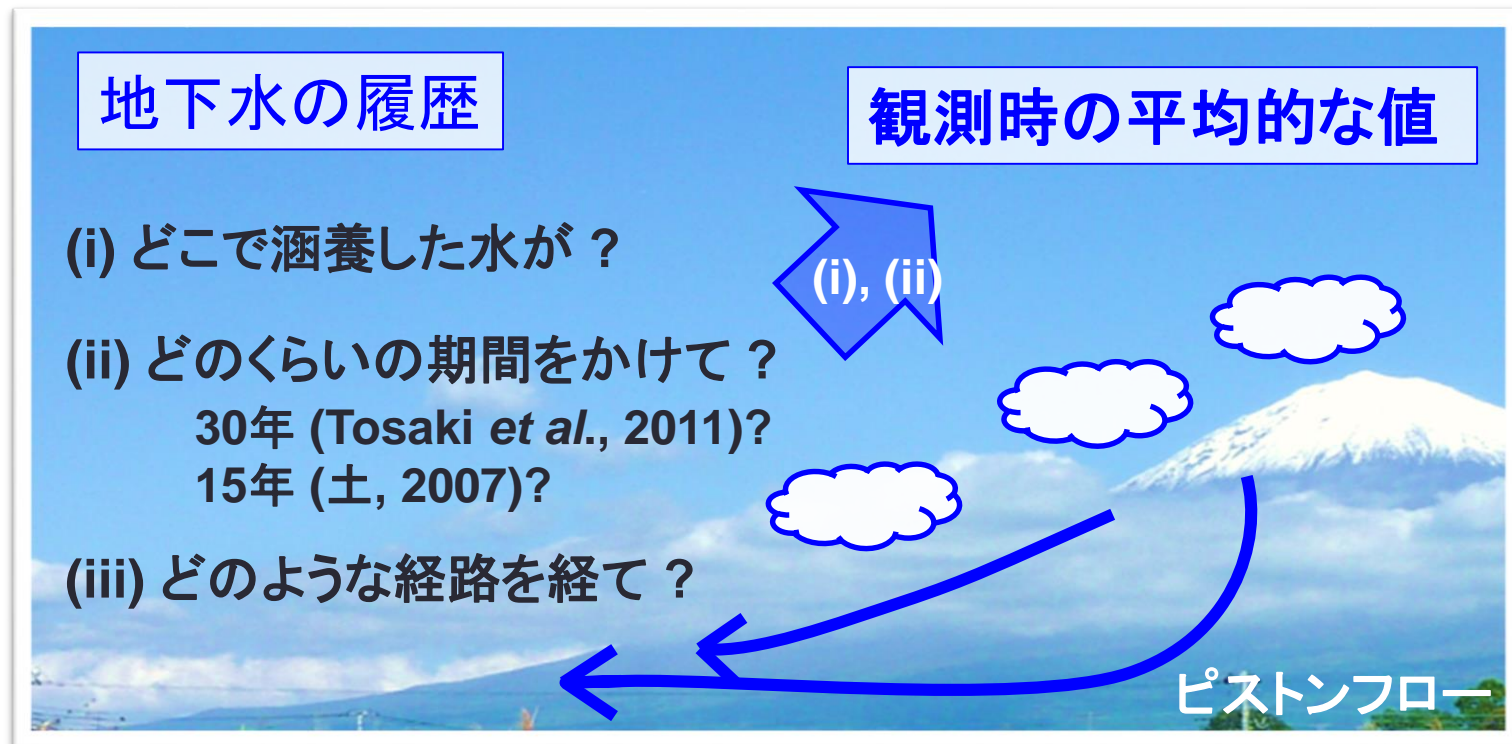 地下水の履歴
観測時の平均的な値
(i) どこで涵養した水が？
(i), (ii)
(ii) どのくらいの期間をかけて？
30年 (Tosaki et al., 2011)?
15年 (土, 2007)?
(iii) どのような経路を経て？
ピストンフロー